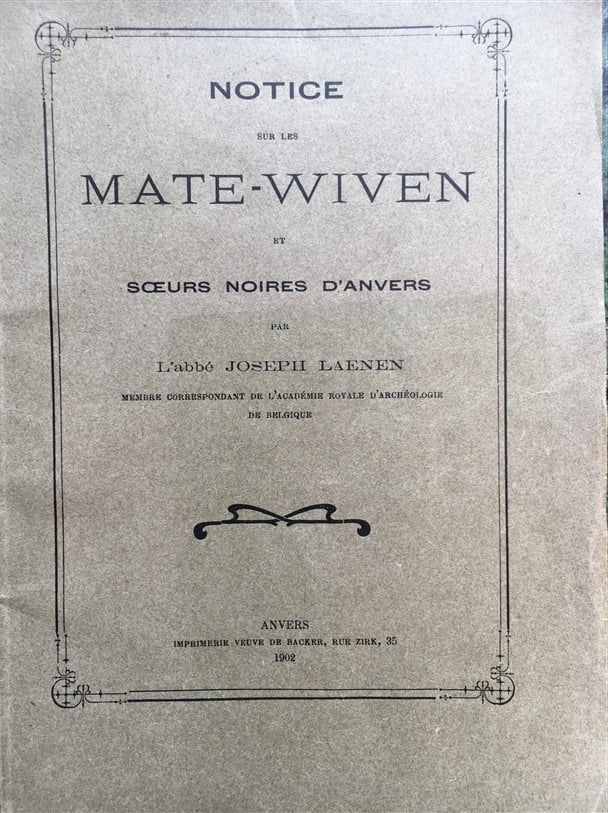 NOTICE
SUR LES
MATE-WIVEN
ET
SŒURS NOIRES D'ANVERS
PAR
L'abbé JOSEPH LAENEN
MEMBRE CORRESPONDANT DE L'ACADÉMIE ROYALE D'ARCHÉOLOGIE
DE BELGIQUE
ANVERS
IMPRIMERIE VEUVE DE BACKER, RUE ZIRK, 35
1902